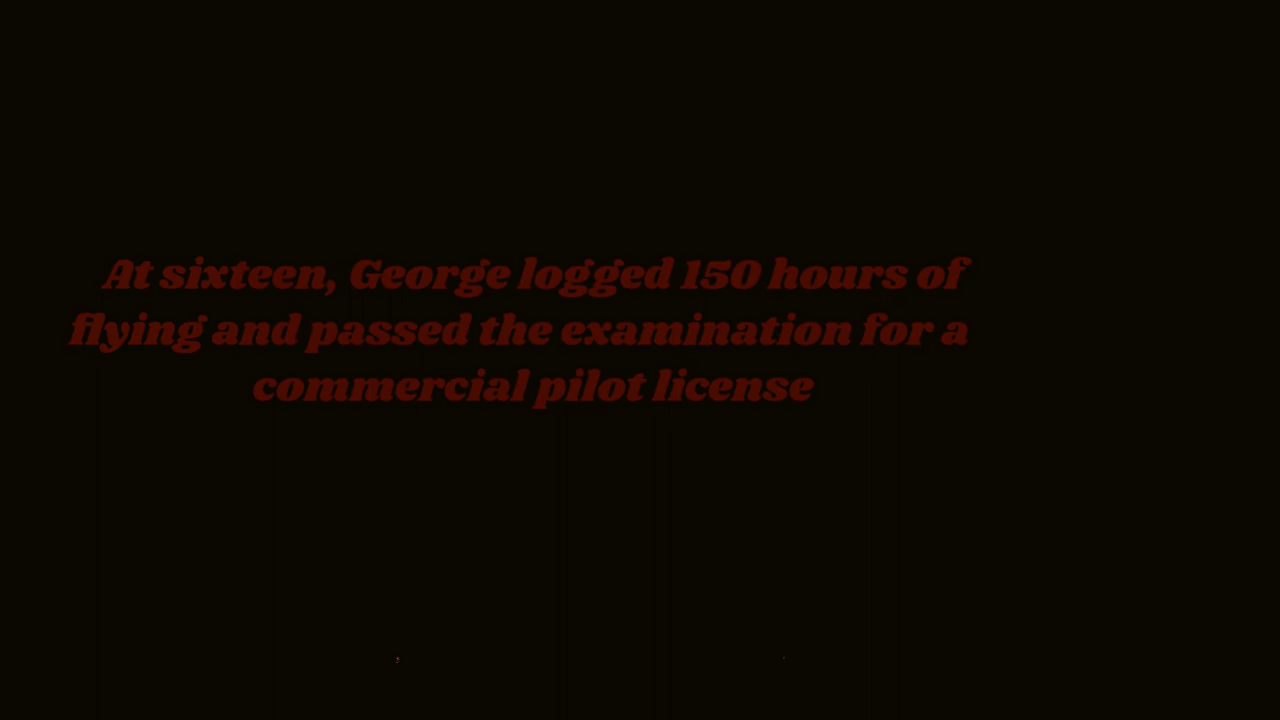 At sixteen, George logged 150 hours of
flying and passed the examination for a
commercial pilot license